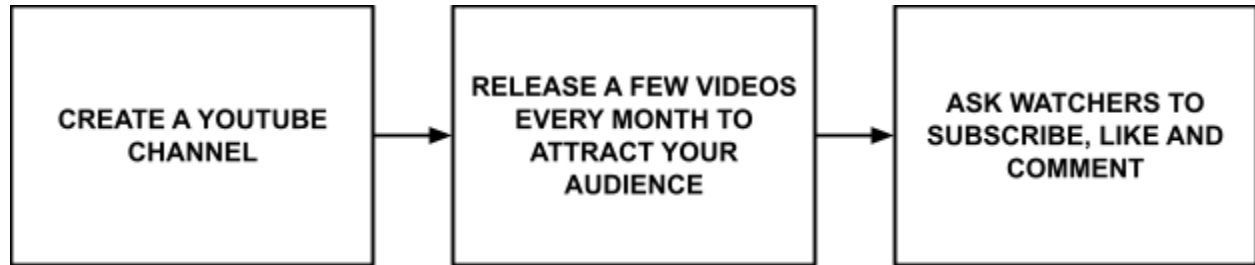 CREATE A YOUTUBE
CHANNEL
RELEASE A FEW VIDEOS
EVERY MONTH TO
ATTRACT YOUR
AUDIENCE
ASK WATCHERS TO
SUBSCRIBE, LIKE AND
COMMENT